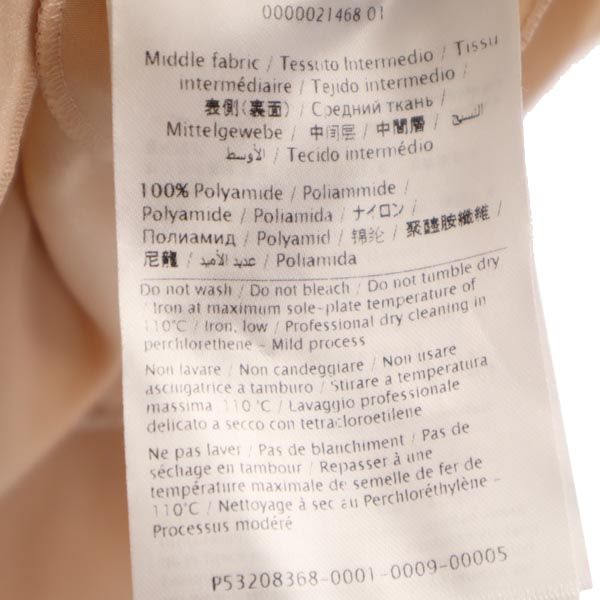 0000021468 01
Middle fabric / Tessuto Intermedio / Tissu
intermédiaire / Tejido intermedio /
表側(裏面) / Средний ткань /
Mittelgewebe / 中间层 / 中間層 / النسيج
الأوسط / Tecido intermédio
100% Polyamide / Poliammide /
Polyamide / Poliamida / ナイロン /
Полиамид / Polyamid / 锦纶 / 聚醯胺纖維 /
尼龍 / عديد الأميد / Poliamida
Do not wash / Do not bleach / Do not tumble dry
/ Iron at maximum sole-plate temperature of
110°C / Iron, low / Professional dry cleaning in
perchlorethene - Mild process
Non lavare / Non candeggiare / Non usare
asciugatrice a tamburo / Stirare a temperatura
massima 110°C / Lavaggio professionale
delicato a secco con tetracloroetilene
Ne pas laver / Pas de blanchiment / Pas de
séchage en tambour / Repasser à une
température maximale de semelle de fer de
110°C / Nettoyage à sec au Perchloréthylène -
Processus modéré
P53208368-0001-0009-00005